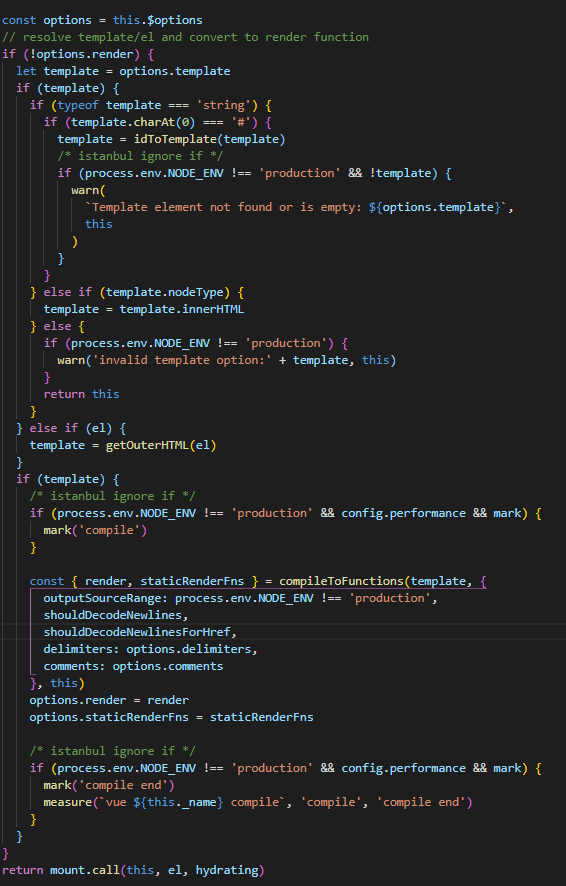 const options = this.$options
// resolve template/el and convert to render function
if (!options.render) {
  let template = options.template
  if (template) {
    if (typeof template === 'string') {
      if (template.charAt(0) === '#') {
        template = idToTemplate(template)
        /* istanbul ignore if */
        if (process.env.NODE_ENV !== 'production' && !template) {
          warn(
            `Template element not found or is empty: ${options.template}`,
            this
          )
        }
      }
    } else if (template.nodeType) {
      template = template.innerHTML
    } else {
      if (process.env.NODE_ENV !== 'production') {
        warn('invalid template option:' + template, this)
      }
      return this
    }
  } else if (el) {
    template = getOuterHTML(el)
  }
  if (template) {
    /* istanbul ignore if */
    if (process.env.NODE_ENV !== 'production' && config.performance && mark) {
      mark('compile')
    }

    const { render, staticRenderFns } = compileToFunctions(template, {
      outputSourceRange: process.env.NODE_ENV !== 'production',
      shouldDecodeNewlines,
      shouldDecodeNewlinesForHref,
      delimiters: options.delimiters,
      comments: options.comments
    }, this)
    options.render = render
    options.staticRenderFns = staticRenderFns

    /* istanbul ignore if */
    if (process.env.NODE_ENV !== 'production' && config.performance && mark) {
      mark('compile end')
      measure(`vue ${this._name} compile`, 'compile', 'compile end')
    }
  }
}
return mount.call(this, el, hydrating)